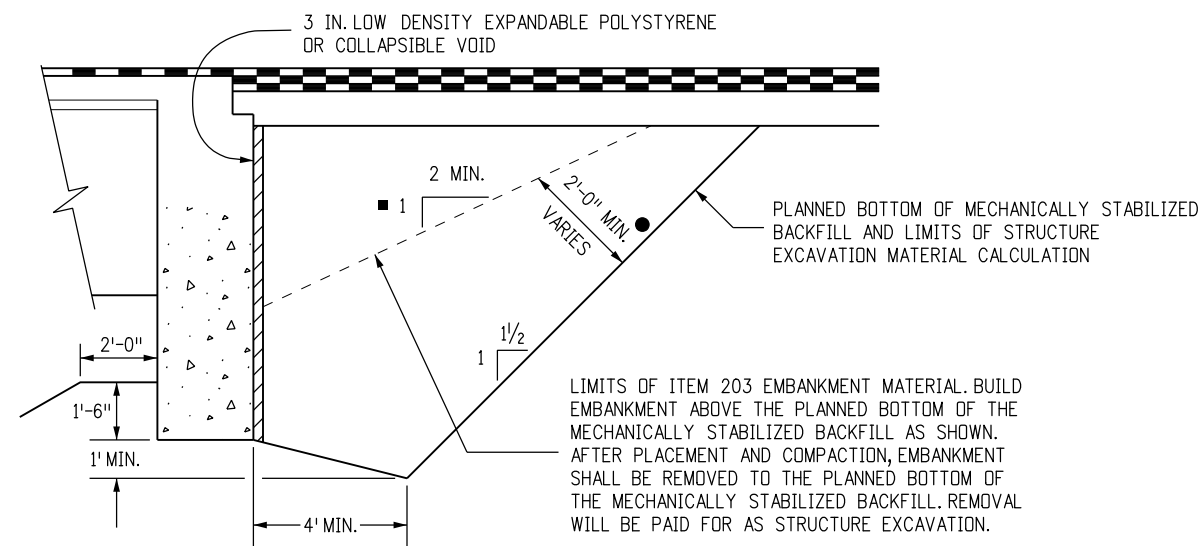 3 IN. LOW DENSITY EXPANDABLE POLYSTYRENE
OR COLLAPSIBLE VOID
2 MIN.
■ 1
2'-0" MIN. ●
VARIES
PLANNED BOTTOM OF MECHANICALLY STABILIZED
BACKFILL AND LIMITS OF STRUCTURE
EXCAVATION MATERIAL CALCULATION
1½
1
2'-0"
1'-6"
1' MIN.
4' MIN.
LIMITS OF ITEM 203 EMBANKMENT MATERIAL. BUILD
EMBANKMENT ABOVE THE PLANNED BOTTOM OF THE
MECHANICALLY STABILIZED BACKFILL AS SHOWN.
AFTER PLACEMENT AND COMPACTION, EMBANKMENT
SHALL BE REMOVED TO THE PLANNED BOTTOM OF
THE MECHANICALLY STABILIZED BACKFILL. REMOVAL
WILL BE PAID FOR AS STRUCTURE EXCAVATION.